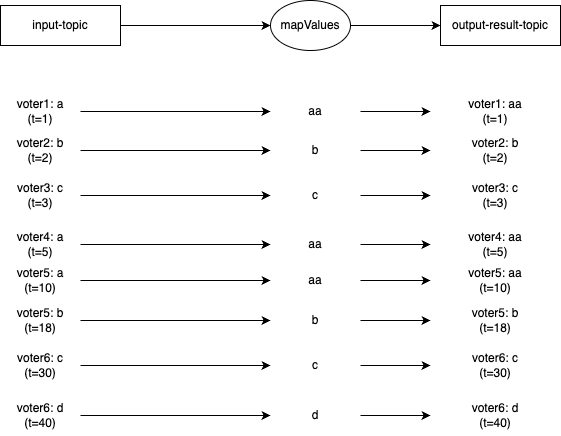 input-topic mapValues output-result-topic
voter1: a aa voter1: aa
(t=1) (t=1)
voter2: b b voter2: b
(t=2) (t=2)
voter3: c c voter3: c
(t=3) (t=3)
voter4: a aa voter4: aa
(t=5) (t=5)
voter5: a aa voter5: aa
(t=10) (t=10)
voter5: b b voter5: b
(t=18) (t=18)
voter6: c c voter6: c
(t=30) (t=30)
voter6: d d voter6: d
(t=40) (t=40)